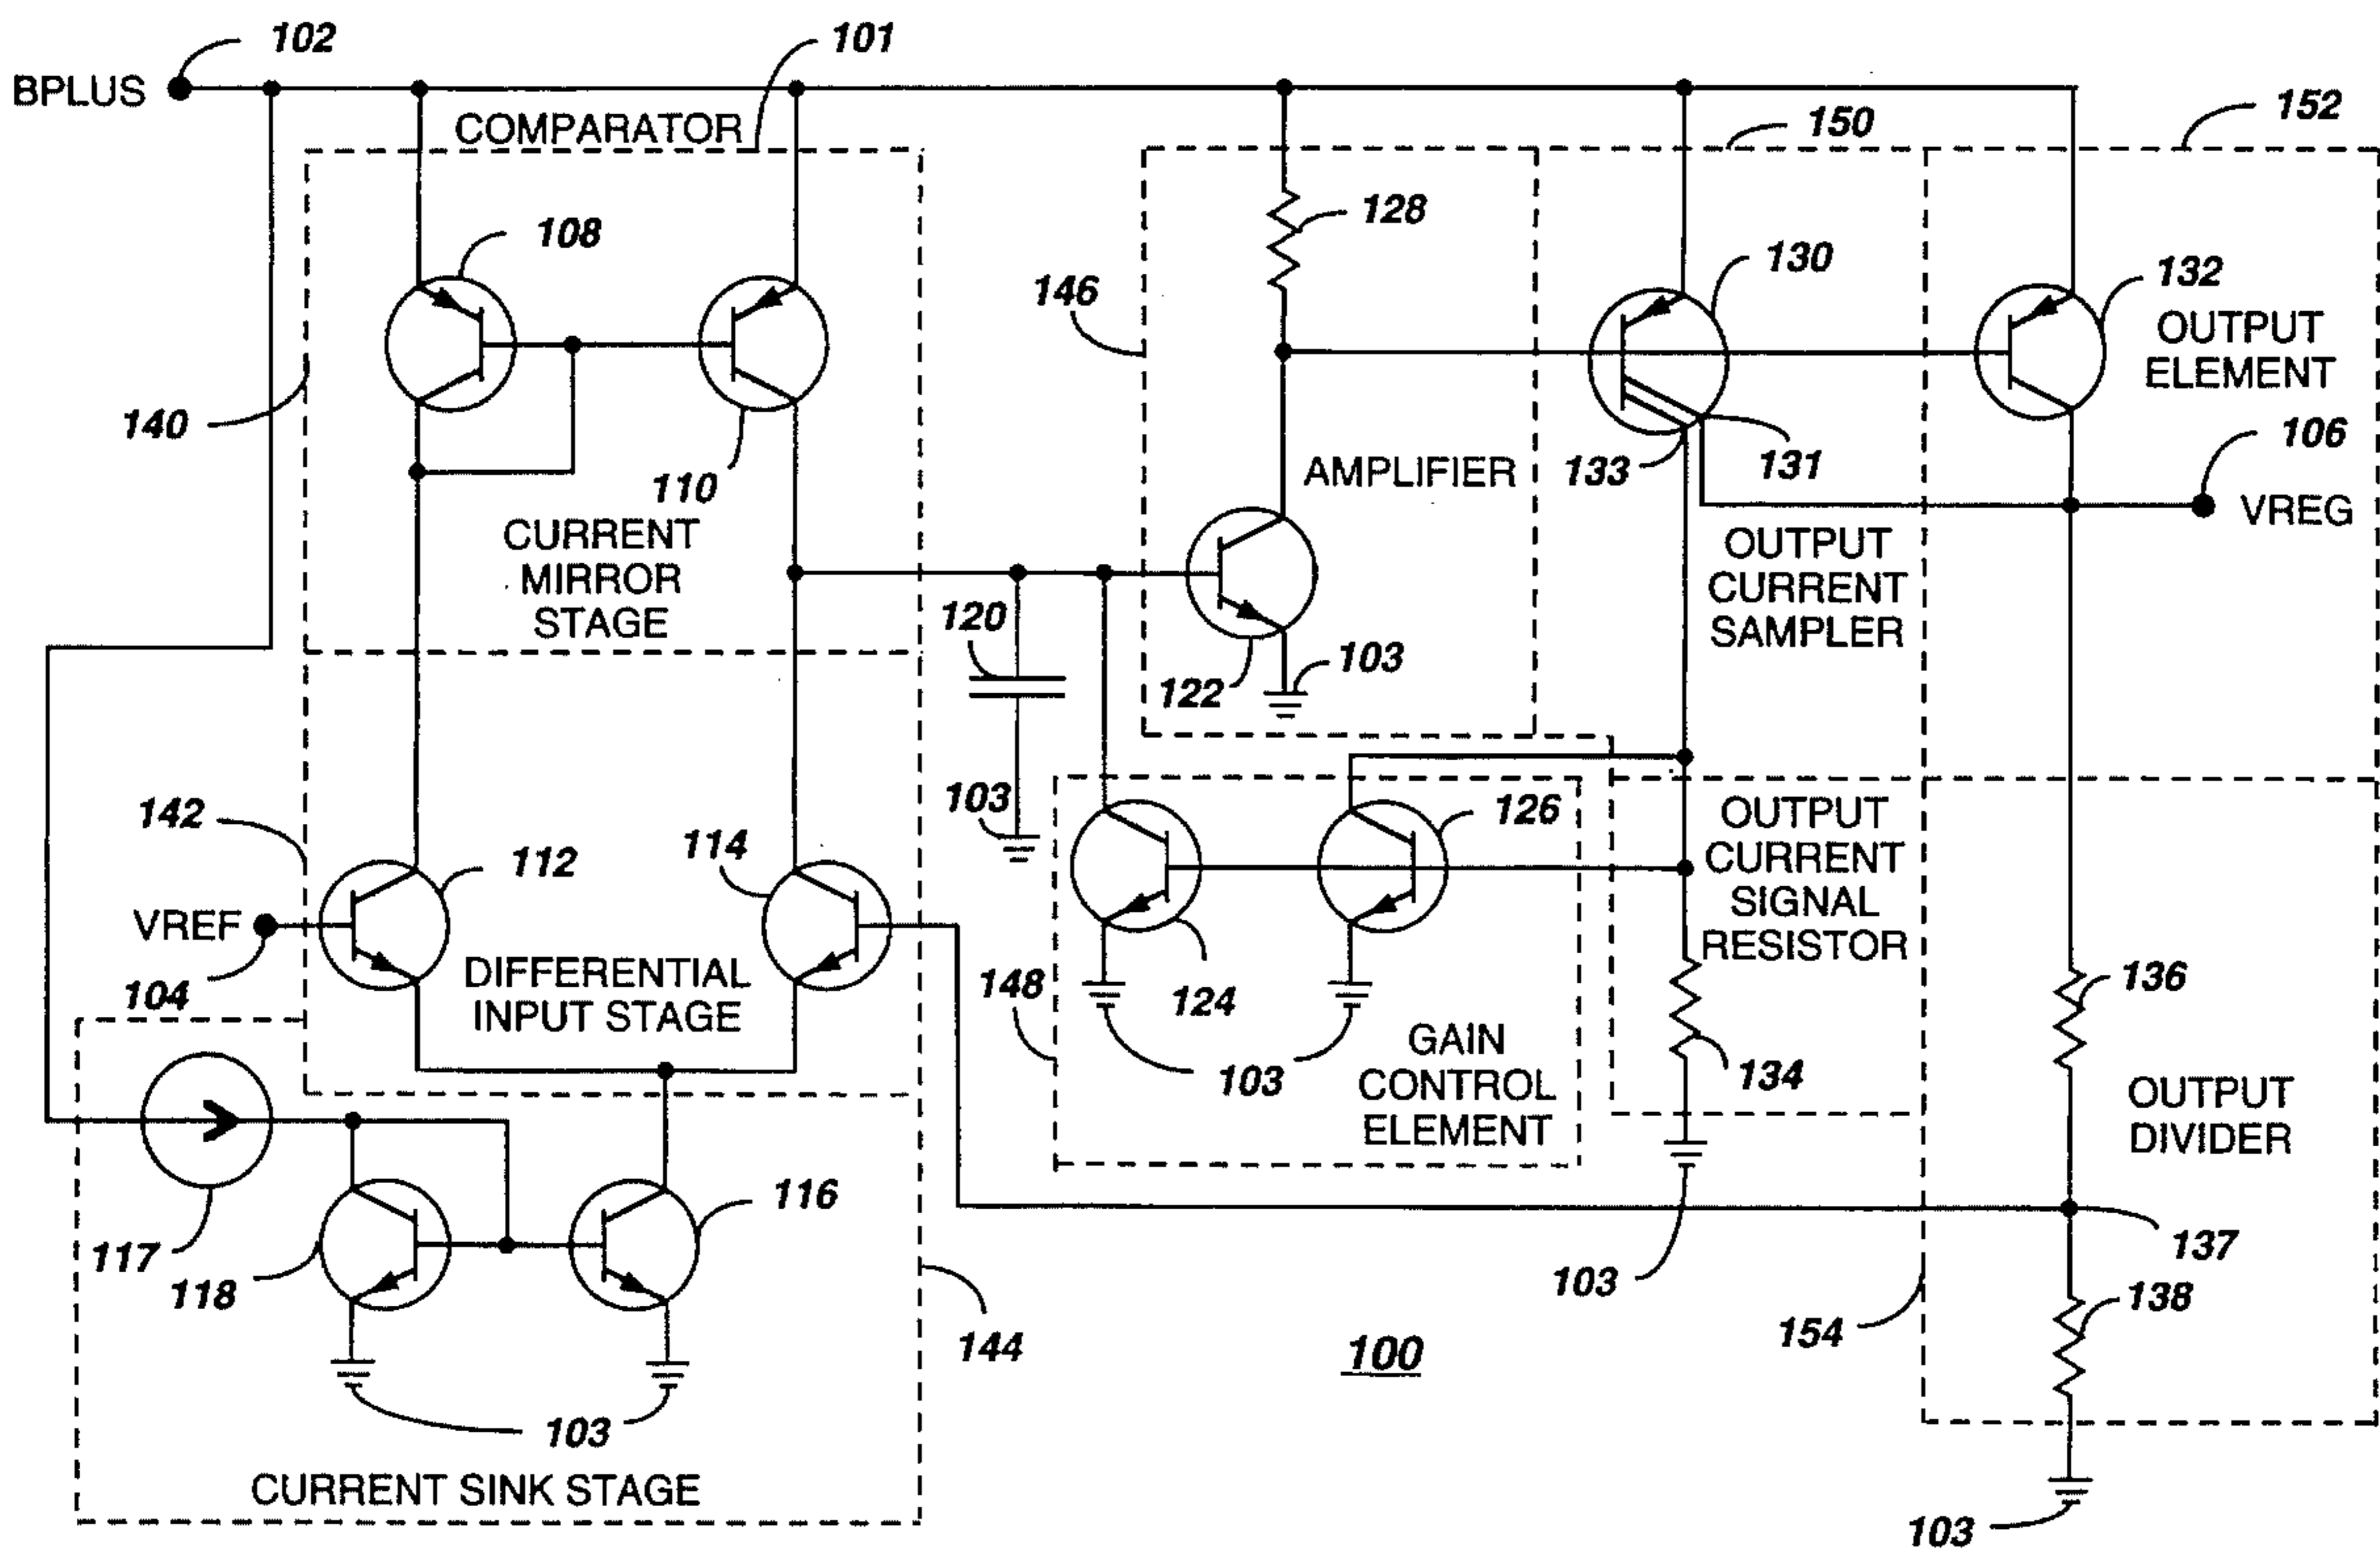 102
101
BPLUS
COMPARATOR
150
152
108
128
130
132
146
OUTPUT
ELEMENT
140
110
AMPLIFIER
133
131
106
VREG
CURRENT
MIRROR
STAGE
OUTPUT
CURRENT
SAMPLER
120
122
103
103
142
112
114
126
OUTPUT
CURRENT
SIGNAL
RESISTOR
VREF
104
DIFFERENTIAL
INPUT STAGE
148
124
136
103
GAIN
CONTROL
ELEMENT
134
OUTPUT
DIVIDER
117
118
116
103
137
138
144
100
154
103
103
CURRENT SINK STAGE